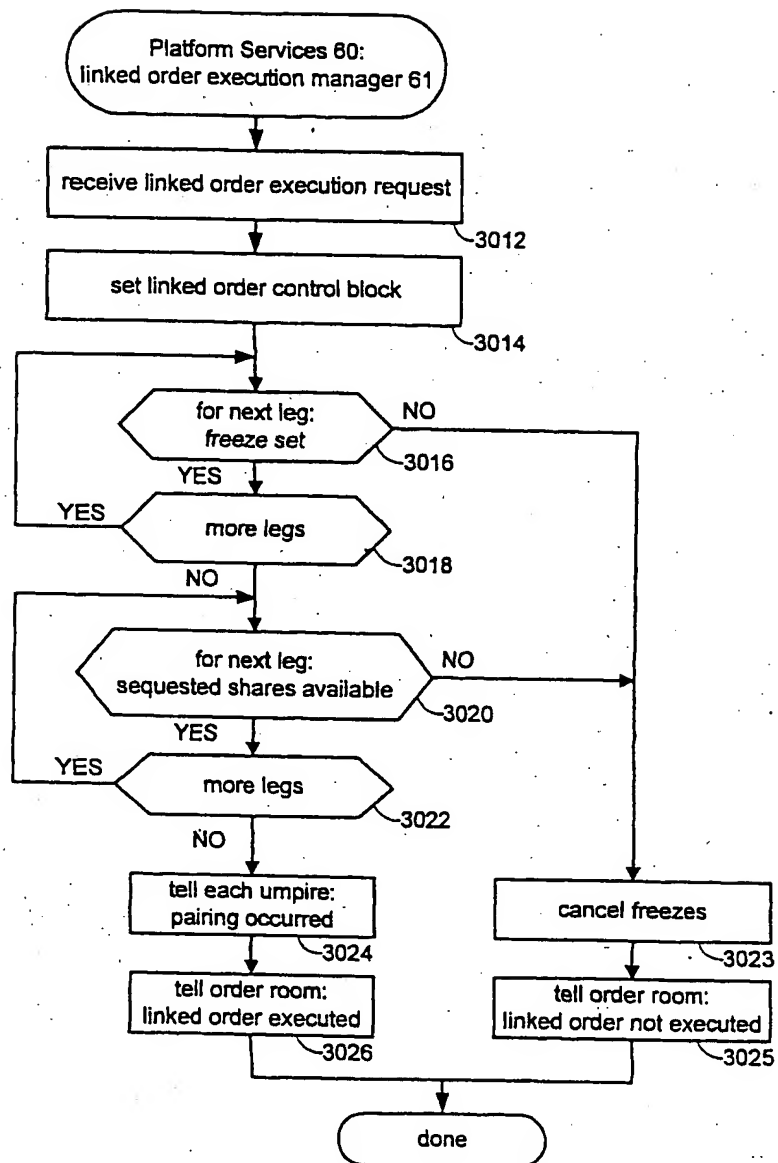 Platform Services 60:
linked order execution manager 61
receive linked order execution request
3012
set linked order control block
3014
for next leg:
freeze set
NO
3016
YES
YES
more legs
3018
NO
for next leg:
sequested shares available
NO
3020
YES
YES
more legs
3022
NO
tell each umpire:
pairing occurred
3024
cancel freezes
3023
tell order room:
linked order executed
3026
tell order room:
linked order not executed
3025
done